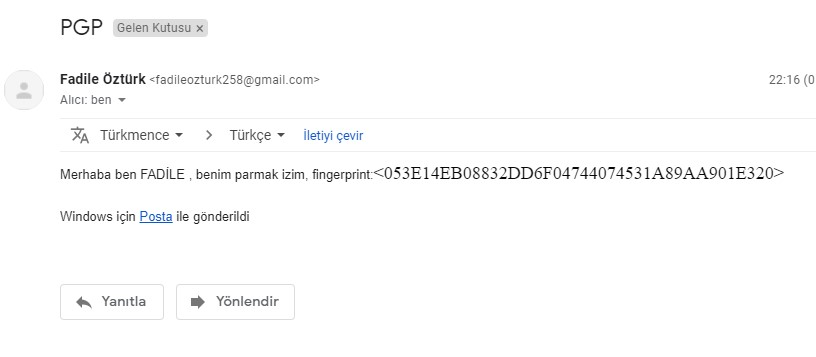 PGP Gelen Kutusu ×
Fadile Öztürk <fadileozturk258@gmail.com> 22:16 (0
Alıcı: ben
Türkmence > Türkçe İletiyi çevir
Merhaba ben FADİLE , benim parmak izim, fingerprint:<053E14EB08832DD6F04744074531A89AA901E320>
Windows için Posta ile gönderildi
Yanıtla Yönlendir